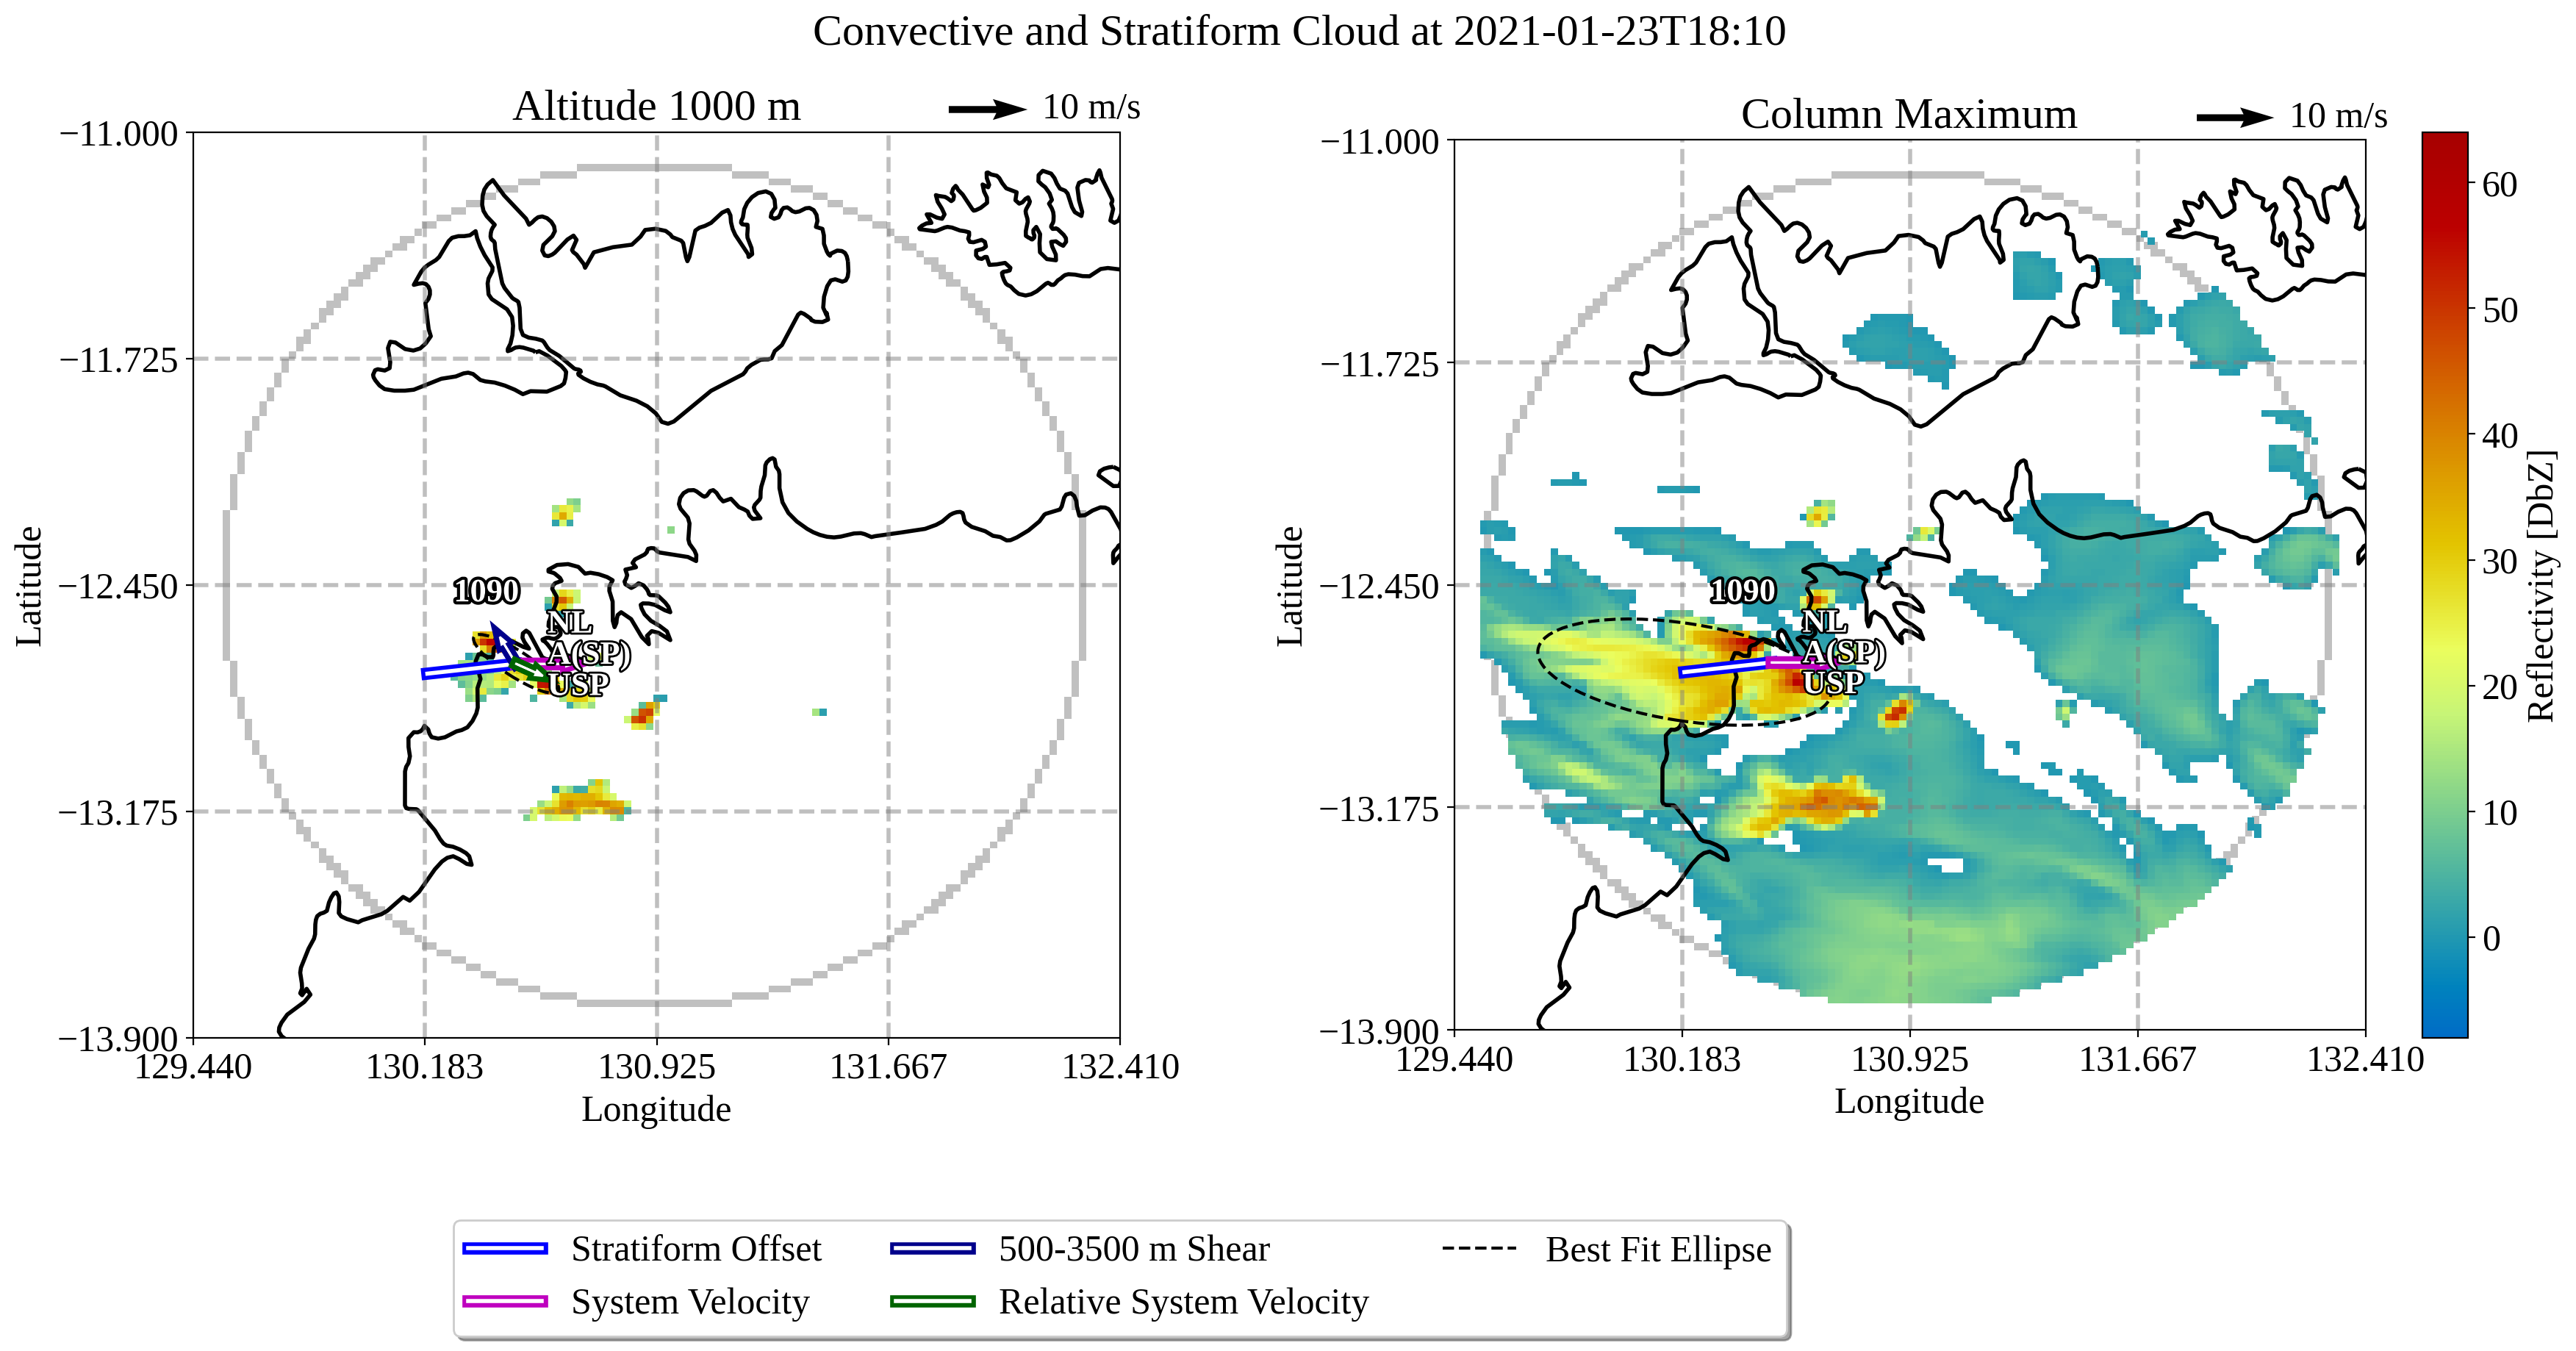 Convective and Stratiform Cloud at 2021-01-23T18:10
Altitude 1000 m
10 m/s
−11.000
−11.725
−12.450
−13.175
−13.900
Latitude
1090
NL
A(SP)
USP
129.440
130.183
130.925
131.667
132.410
Longitude
Column Maximum
10 m/s
−11.000
−11.725
−12.450
−13.175
−13.900
Latitude
1090
NL
A(SP)
USP
129.440
130.183
130.925
131.667
132.410
Longitude
60
50
40
30
20
10
0
Reflectivity [DbZ]
Stratiform Offset
System Velocity
500-3500 m Shear
Relative System Velocity
Best Fit Ellipse